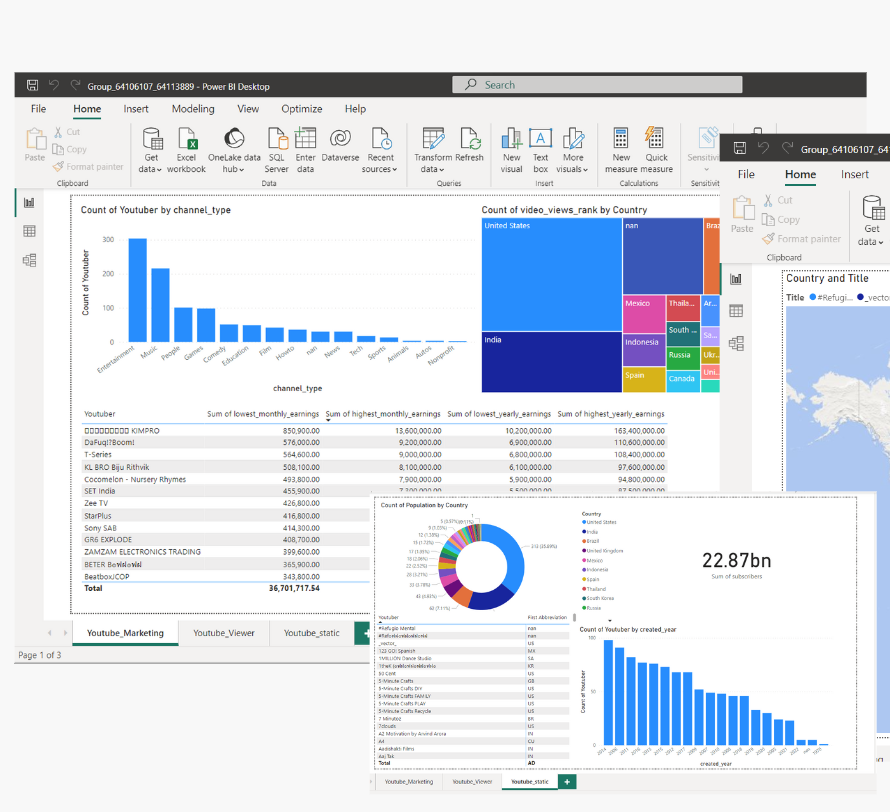 Group_64106107_64113889 - Power BI Desktop
Search
File Home Insert Modeling View Optimize Help
Paste
Cut
Copy
Format painter
Clipboard
Get data
Excel workbook
OneLake data hub
SQL Server
Enter data
Dataverse
Recent sources
Data
Transform data
Refresh
Queries
New visual
Text box
More visuals
Insert
New measure
Quick measure
Calculations
Count of Youtuber by channel_type
Count of Youtuber
300
200
100
0
Entertainment
Music
People
Games
Comedy
Education
Film
Howto
nan
News
Tech
Sports
Animals
Autos
Nonprofit
channel_type
Count of video_views_rank by Country
United States
nan
India
Mexico
Thaila...
Ar...
Indonesia
South ...
Sa...
Russia
Ukr...
Spain
Canada
Uni...
Youtuber Sum of lowest_monthly_earnings Sum of highest_monthly_earnings Sum of lowest_yearly_earnings Sum of highest_yearly_earnings
KIMPRO 850,900.00 13,600,000.00 10,200,000.00 163,400,000.00
DaFuq!?Boom! 576,000.00 9,200,000.00 6,900,000.00 110,600,000.00
T-Series 564,600.00 9,000,000.00 6,800,000.00 108,400,000.00
KL BRO Biju Rithvik 508,100.00 8,100,000.00 6,100,000.00 97,600,000.00
Cocomelon - Nursery Rhymes 493,800.00 7,900,000.00 5,900,000.00 94,800,000.00
SET India 455,900.00
Zee TV 426,800.00
StarPlus 416,800.00
Sony SAB 414,300.00
GR6 EXPLODE 408,700.00
ZAMZAM ELECTRONICS TRADING 399,600.00
365,900.00
BeatboxJCOP 343,800.00
Total 36,701,717.54
Youtube_Marketing Youtube_Viewer Youtube_static
Page 1 of 3
File Home Insert
Paste
Cut
Copy
Format painter
Clipboard
Get data
Country and Title
Title #Refugi... _vector
Count of Population by Country
Country
United States
India
Brazil
United Kingdom
Mexico
Indonesia
Spain
Thailand
South Korea
Russia
22.87bn
Sum of subscribers
Youtuber First Abbreviation
#Refúgio Mental nan
nan
_vector_ US
123 GO! Spanish MX
1MILLION Dance Studio SA
KR
50 Cent US
5-Minute Crafts GB
5-Minute Crafts DIY US
5-Minute Crafts FAMILY US
5-Minute Crafts PLAY US
5-Minute Crafts Recycle US
7 Minutoz BR
7clouds US
A2 Motivation by Arvind Arora IN
A4 CU
Aadishakti Films IN
Aaj Tak IN
Total AD
Count of Youtuber by created_year
Count of Youtuber
100
50
0
created_year
Youtube_Marketing Youtube_Viewer Youtube_static